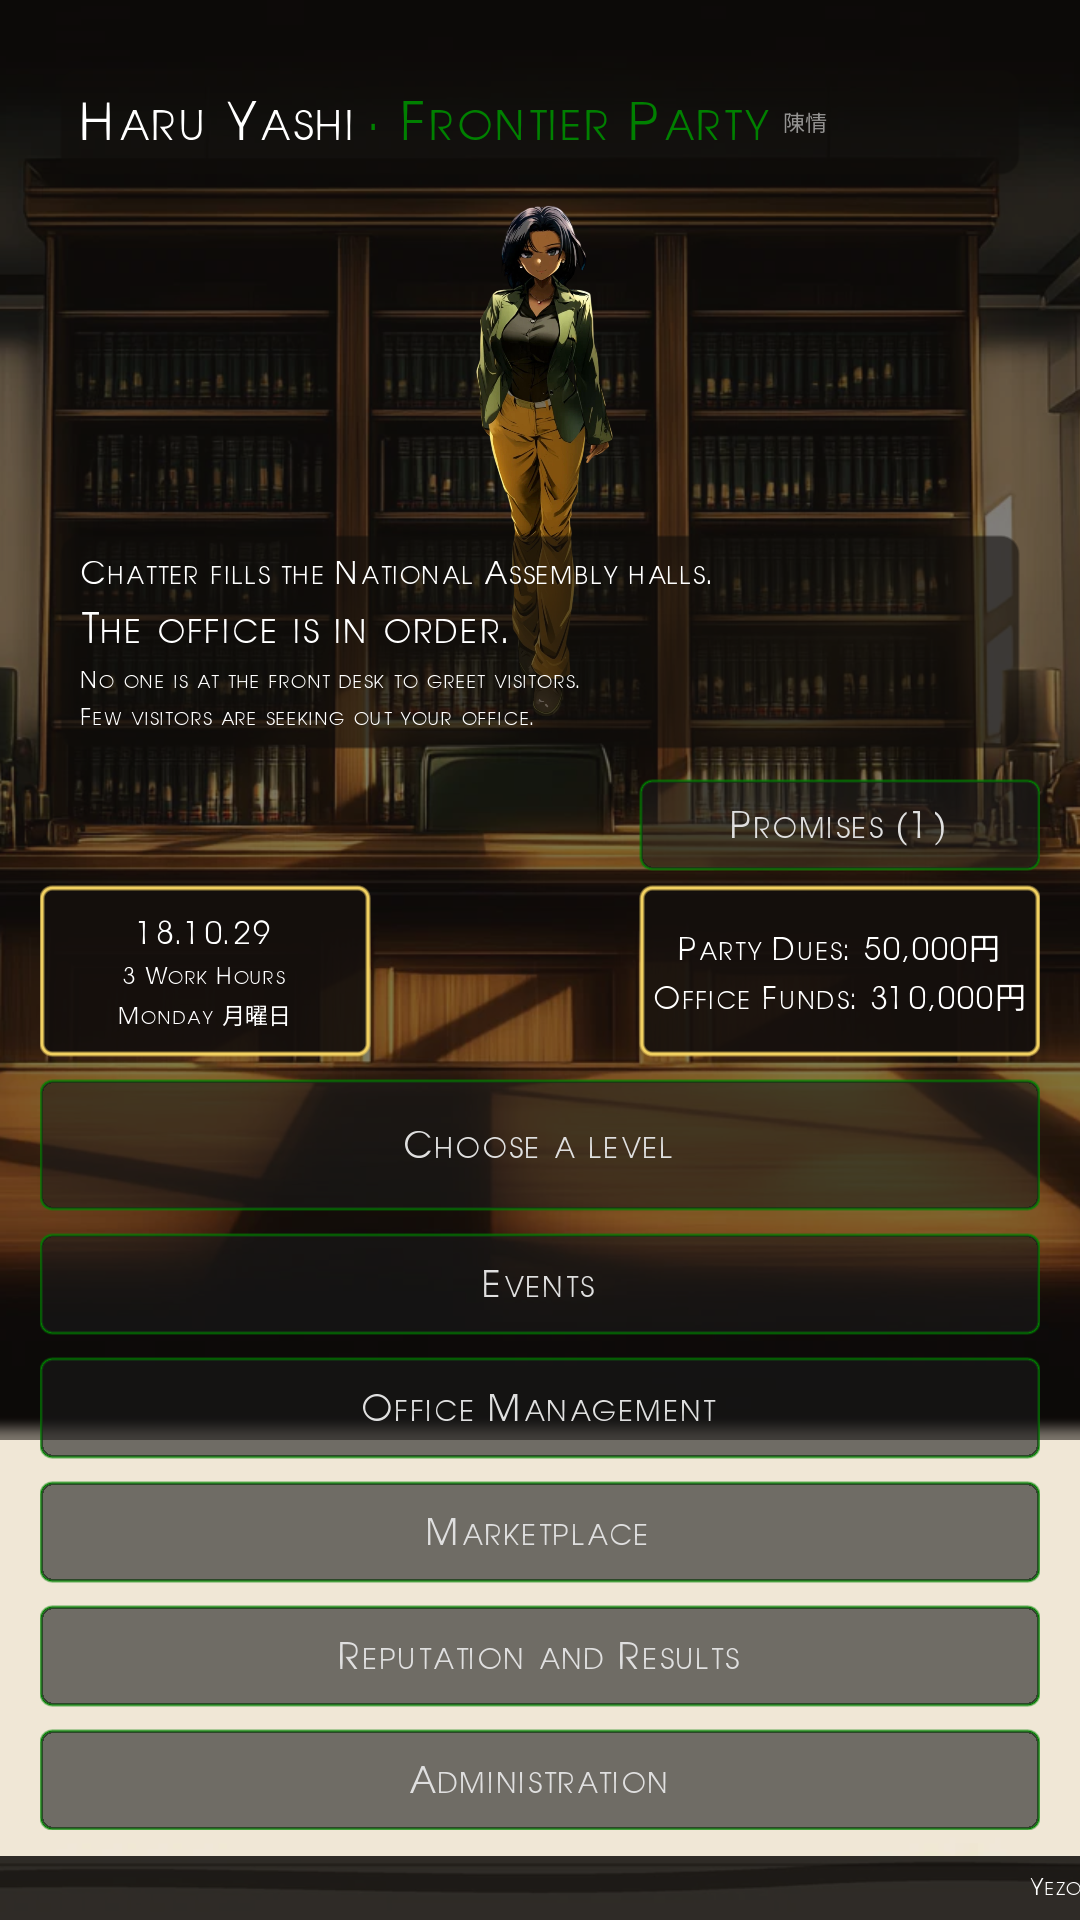 Haru Yashi · Frontier Party 陳情
Chatter fills the National Assembly halls.
The office is in order.
No one is at the front desk to greet visitors.
Few visitors are seeking out your office.
Promises (1)
18.10.29
3 Work Hours
Monday 月曜日
Party Dues: 50,000円
Office Funds: 310,000円
Choose a level
Events
Office Management
Marketplace
Reputation and Results
Administration
Yezo